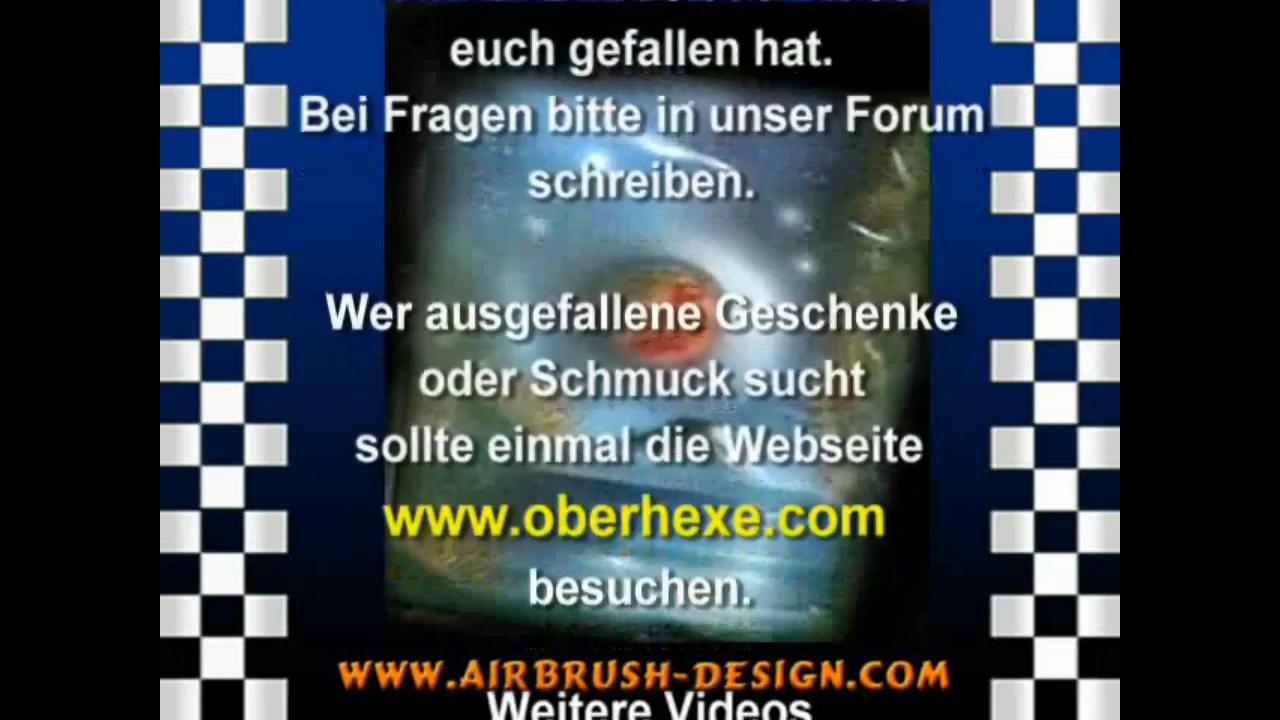 euch gefallen hat.
Bei Fragen bitte in unser Forum
schreiben.
Wer ausgefallene Geschenke
oder Schmuck sucht
sollte einmal die Webseite
www.oberhexe.com
besuchen.
WWW.AIRBRUSH-DESIGN.COM
Weitere Videos